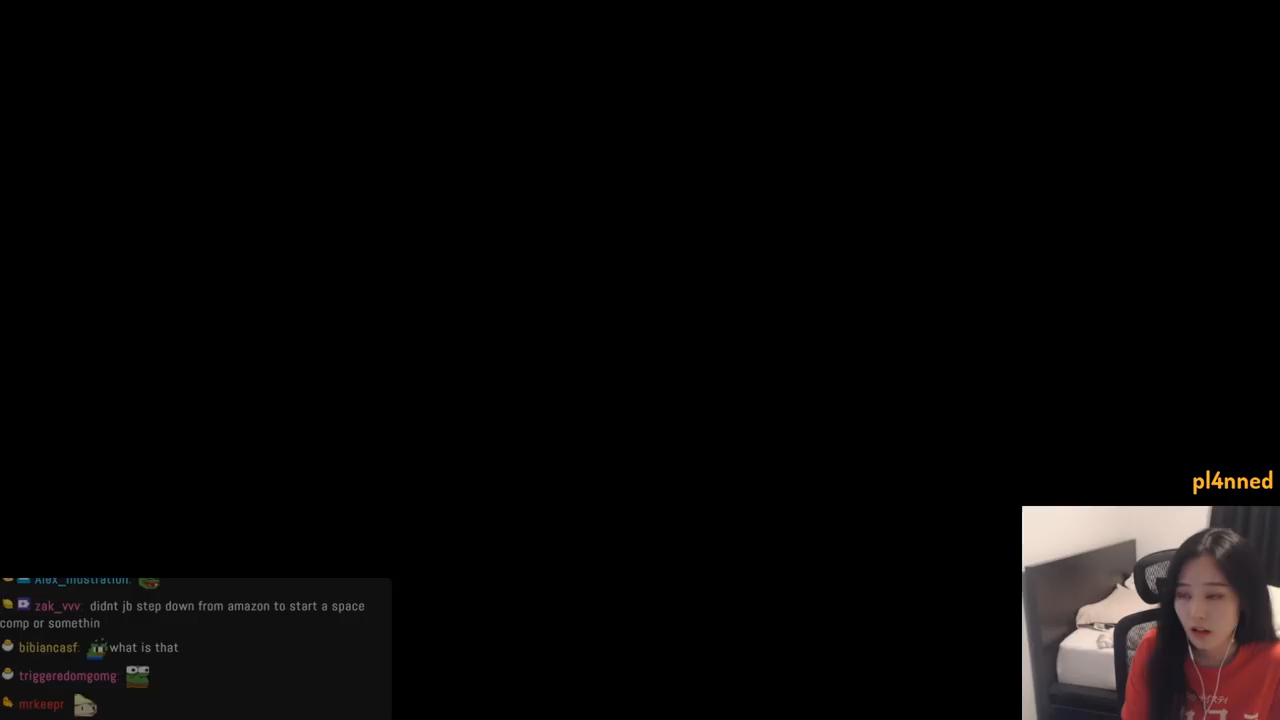 pl4nned
zak_vvv: didnt jb step down from amazon to start a space
comp or somethin
bibiancasf: what is that
triggeredomgomg:
mrkeepr